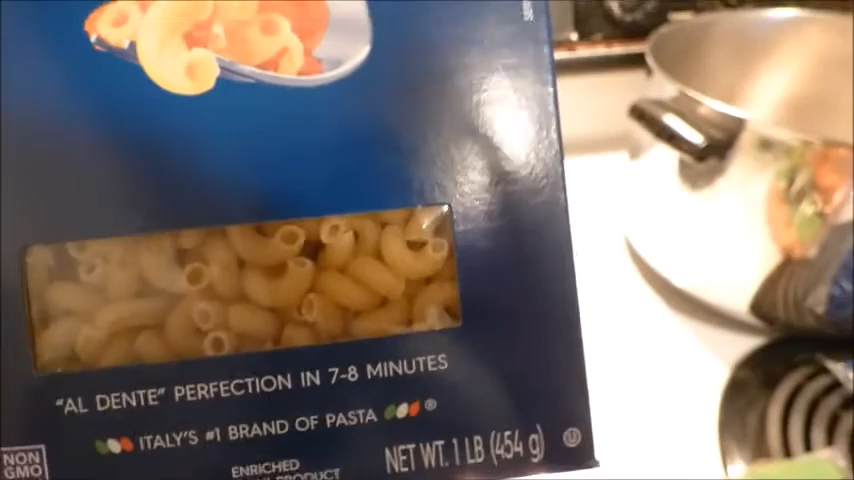 "AL DENTE" PERFECTION IN 7-8 MINUTES
ITALY'S #1 BRAND OF PASTA ®
NON
GMO
ENRICHED
PRODUCT
NET WT. 1 LB (454 g)
U